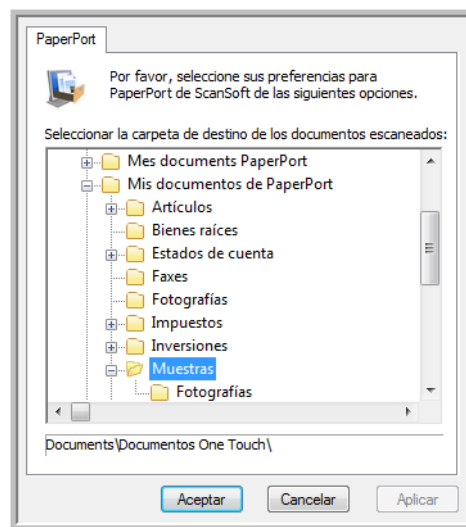 PaperPort
Por favor, seleccione sus preferencias para
PaperPort de ScanSoft de las siguientes opciones.
Seleccionar la carpeta de destino de los documentos escaneados:
Mes documents PaperPort
Mis documentos de PaperPort
Artículos
Bienes raíces
Estados de cuenta
Faxes
Fotografías
Impuestos
Inversiones
Muestras
Fotografías
Documents\Documentos One Touch\
Aceptar Cancelar Aplicar